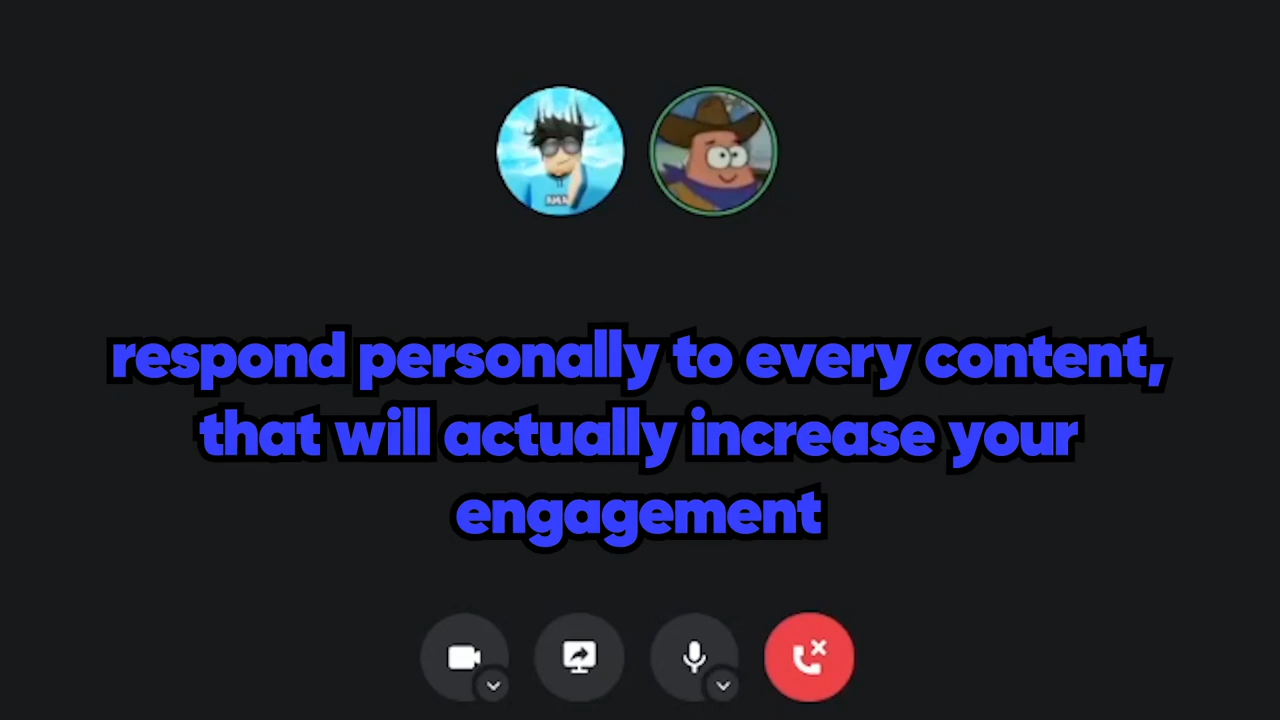 respond personally to every content,
that will actually increase your
engagement